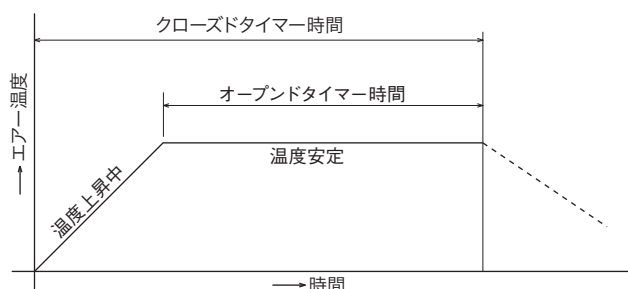 クローズドタイマー時間
オープンドタイマー時間
エアー温度
温度安定
温度上昇中
時間